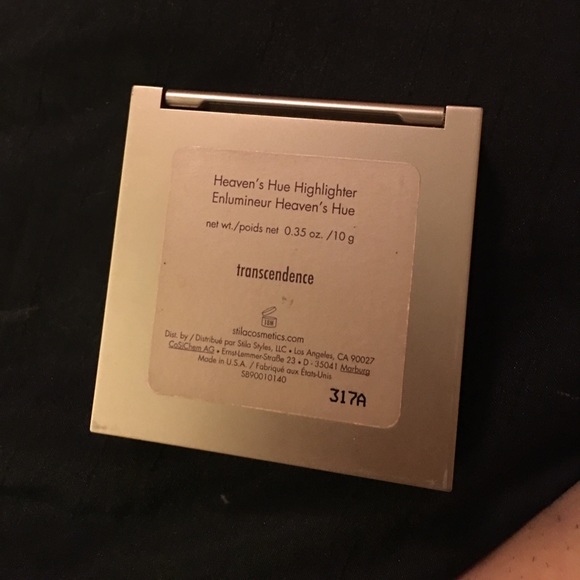 Heaven's Hue Highlighter
Enlumineur Heaven's Hue
net wt./poids net 0.35 oz. /10 g
transcendence
stilacosmetics.com
Dist. by / Distribué par Stila Styles, LLC • Los Angeles, CA 90027
CoSiChem AG • Ernst-Lemmer-Straße 23 • D - 35041 Marburg
Made in U.S.A. / Fabriqué aux États-Unis
SB90010140
317A